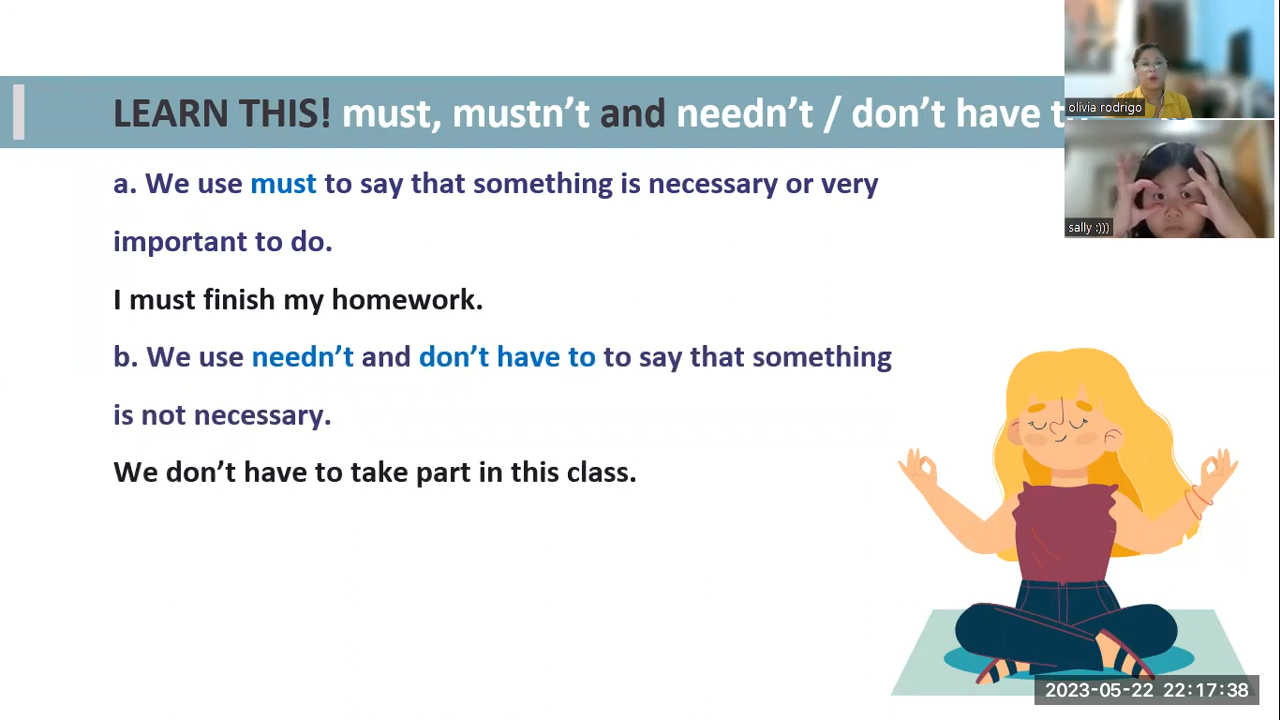 LEARN THIS! must, mustn't and needn't / don't have
olivia rodrigo
a. We use must to say that something is necessary or very
sally :)))
important to do.
I must finish my homework.
b. We use needn't and don't have to to say that something
is not necessary.
We don't have to take part in this class.
2023-05-22 22:17:38